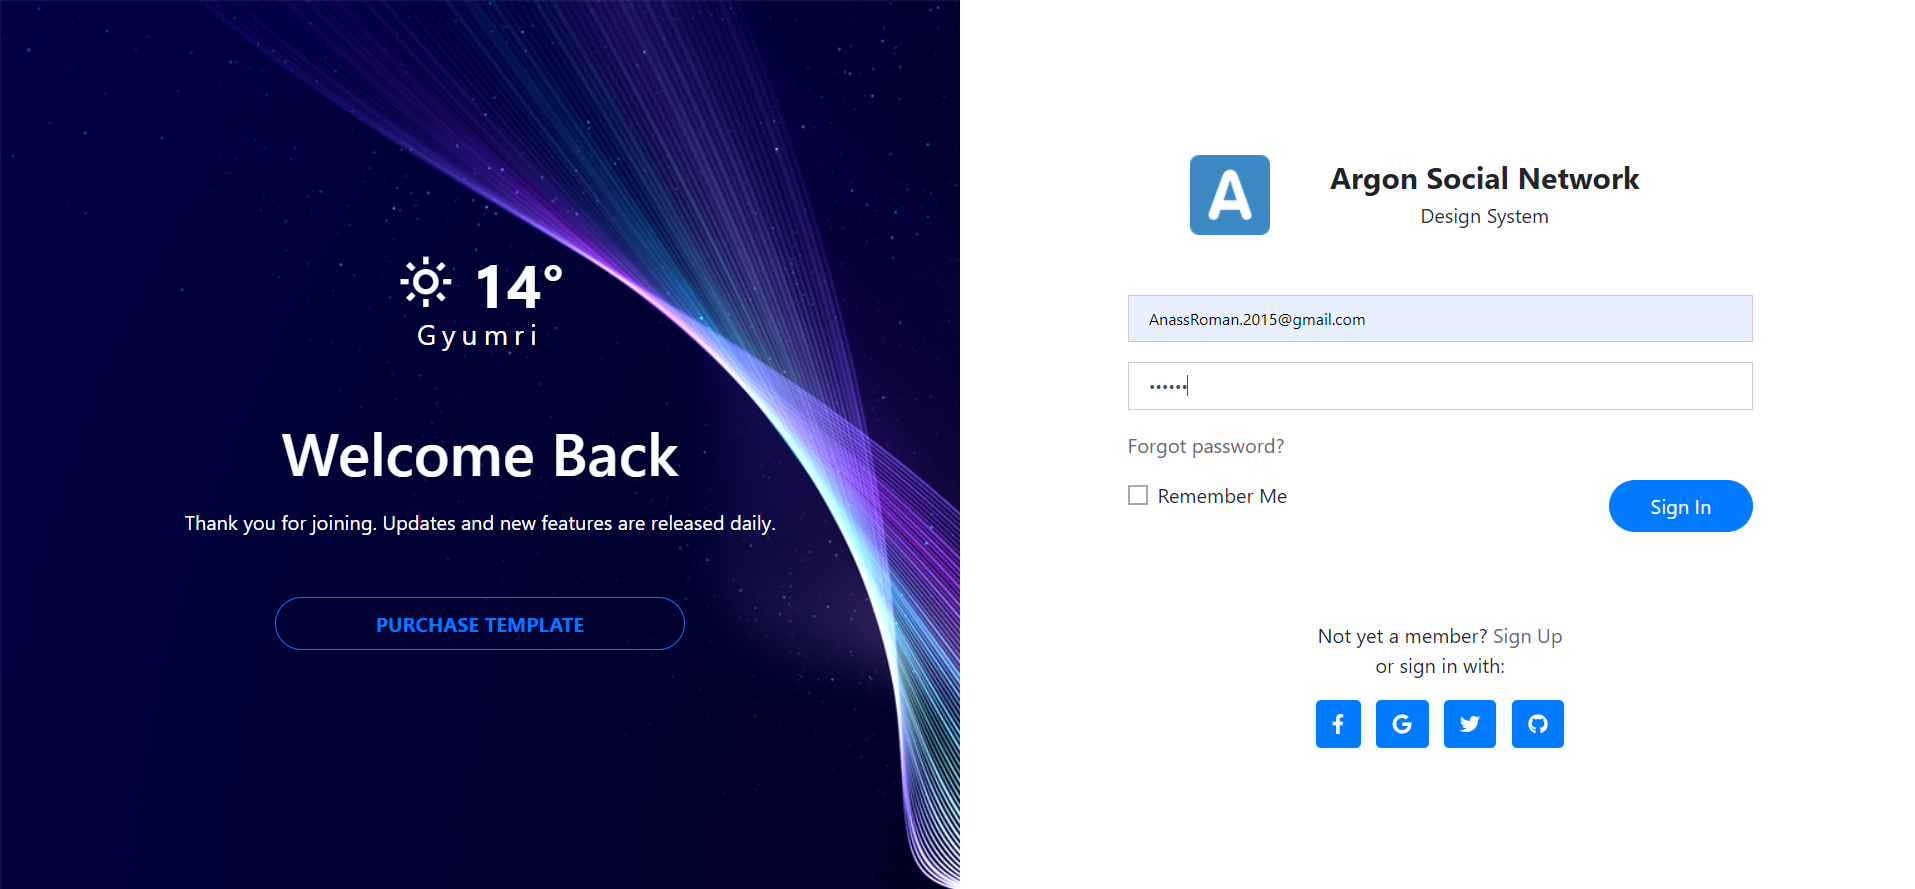 14°
Gyumri
Welcome Back
Thank you for joining. Updates and new features are released daily.
PURCHASE TEMPLATE
A
Argon Social Network
Design System
AnassRoman.2015@gmail.com
••••••
Forgot password?
Remember Me
Sign In
Not yet a member? Sign Up
or sign in with: